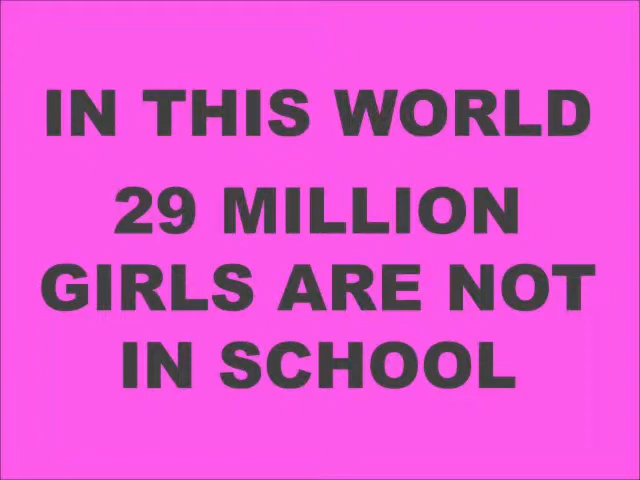 IN THIS WORLD
29 MILLION
GIRLS ARE NOT
IN SCHOOL